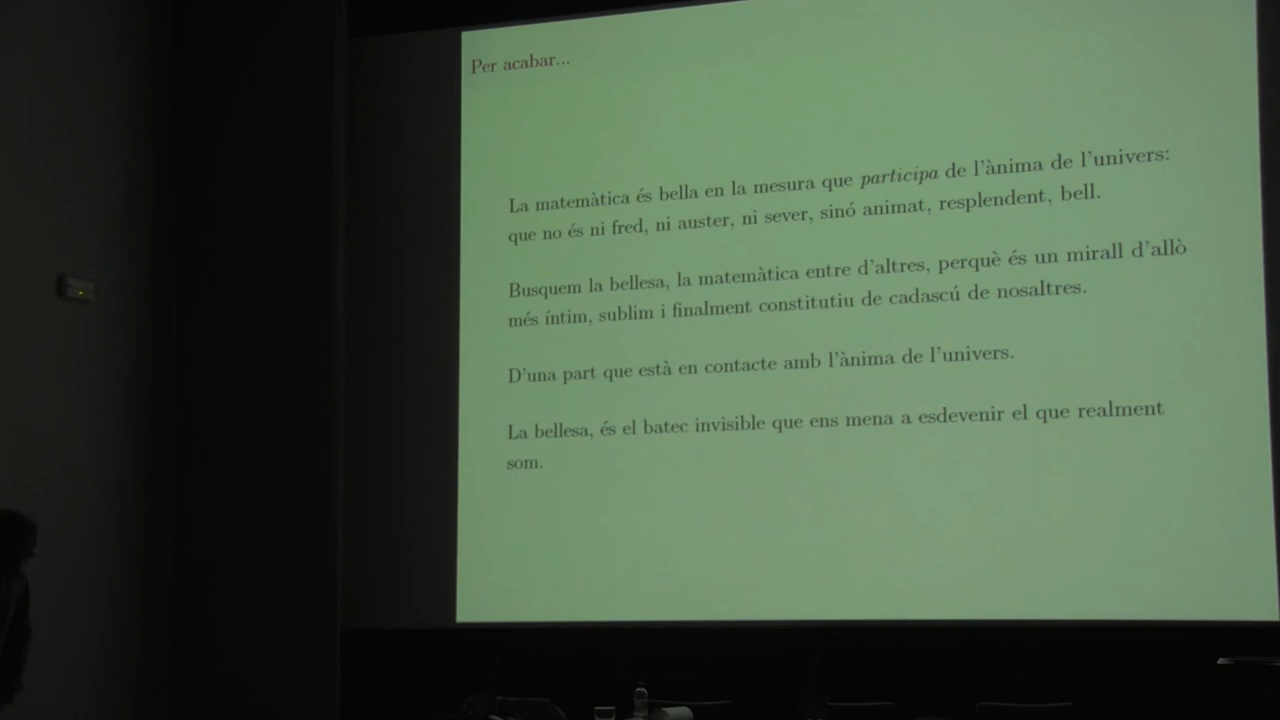 Per acabar...
La matemàtica és bella en la mesura que participa de l'ànima de l'univers:
que no és ni fred, ni auster, ni sever, sinó animat, resplendent, bell.
Busquem la bellesa, la matemàtica entre d'altres, perquè és un mirall d'allò
més íntim, sublim i finalment constitutiu de cadascú de nosaltres.
D'una part que està en contacte amb l'ànima de l'univers.
La bellesa, és el batec invisible que ens mena a esdevenir el que realment
som.